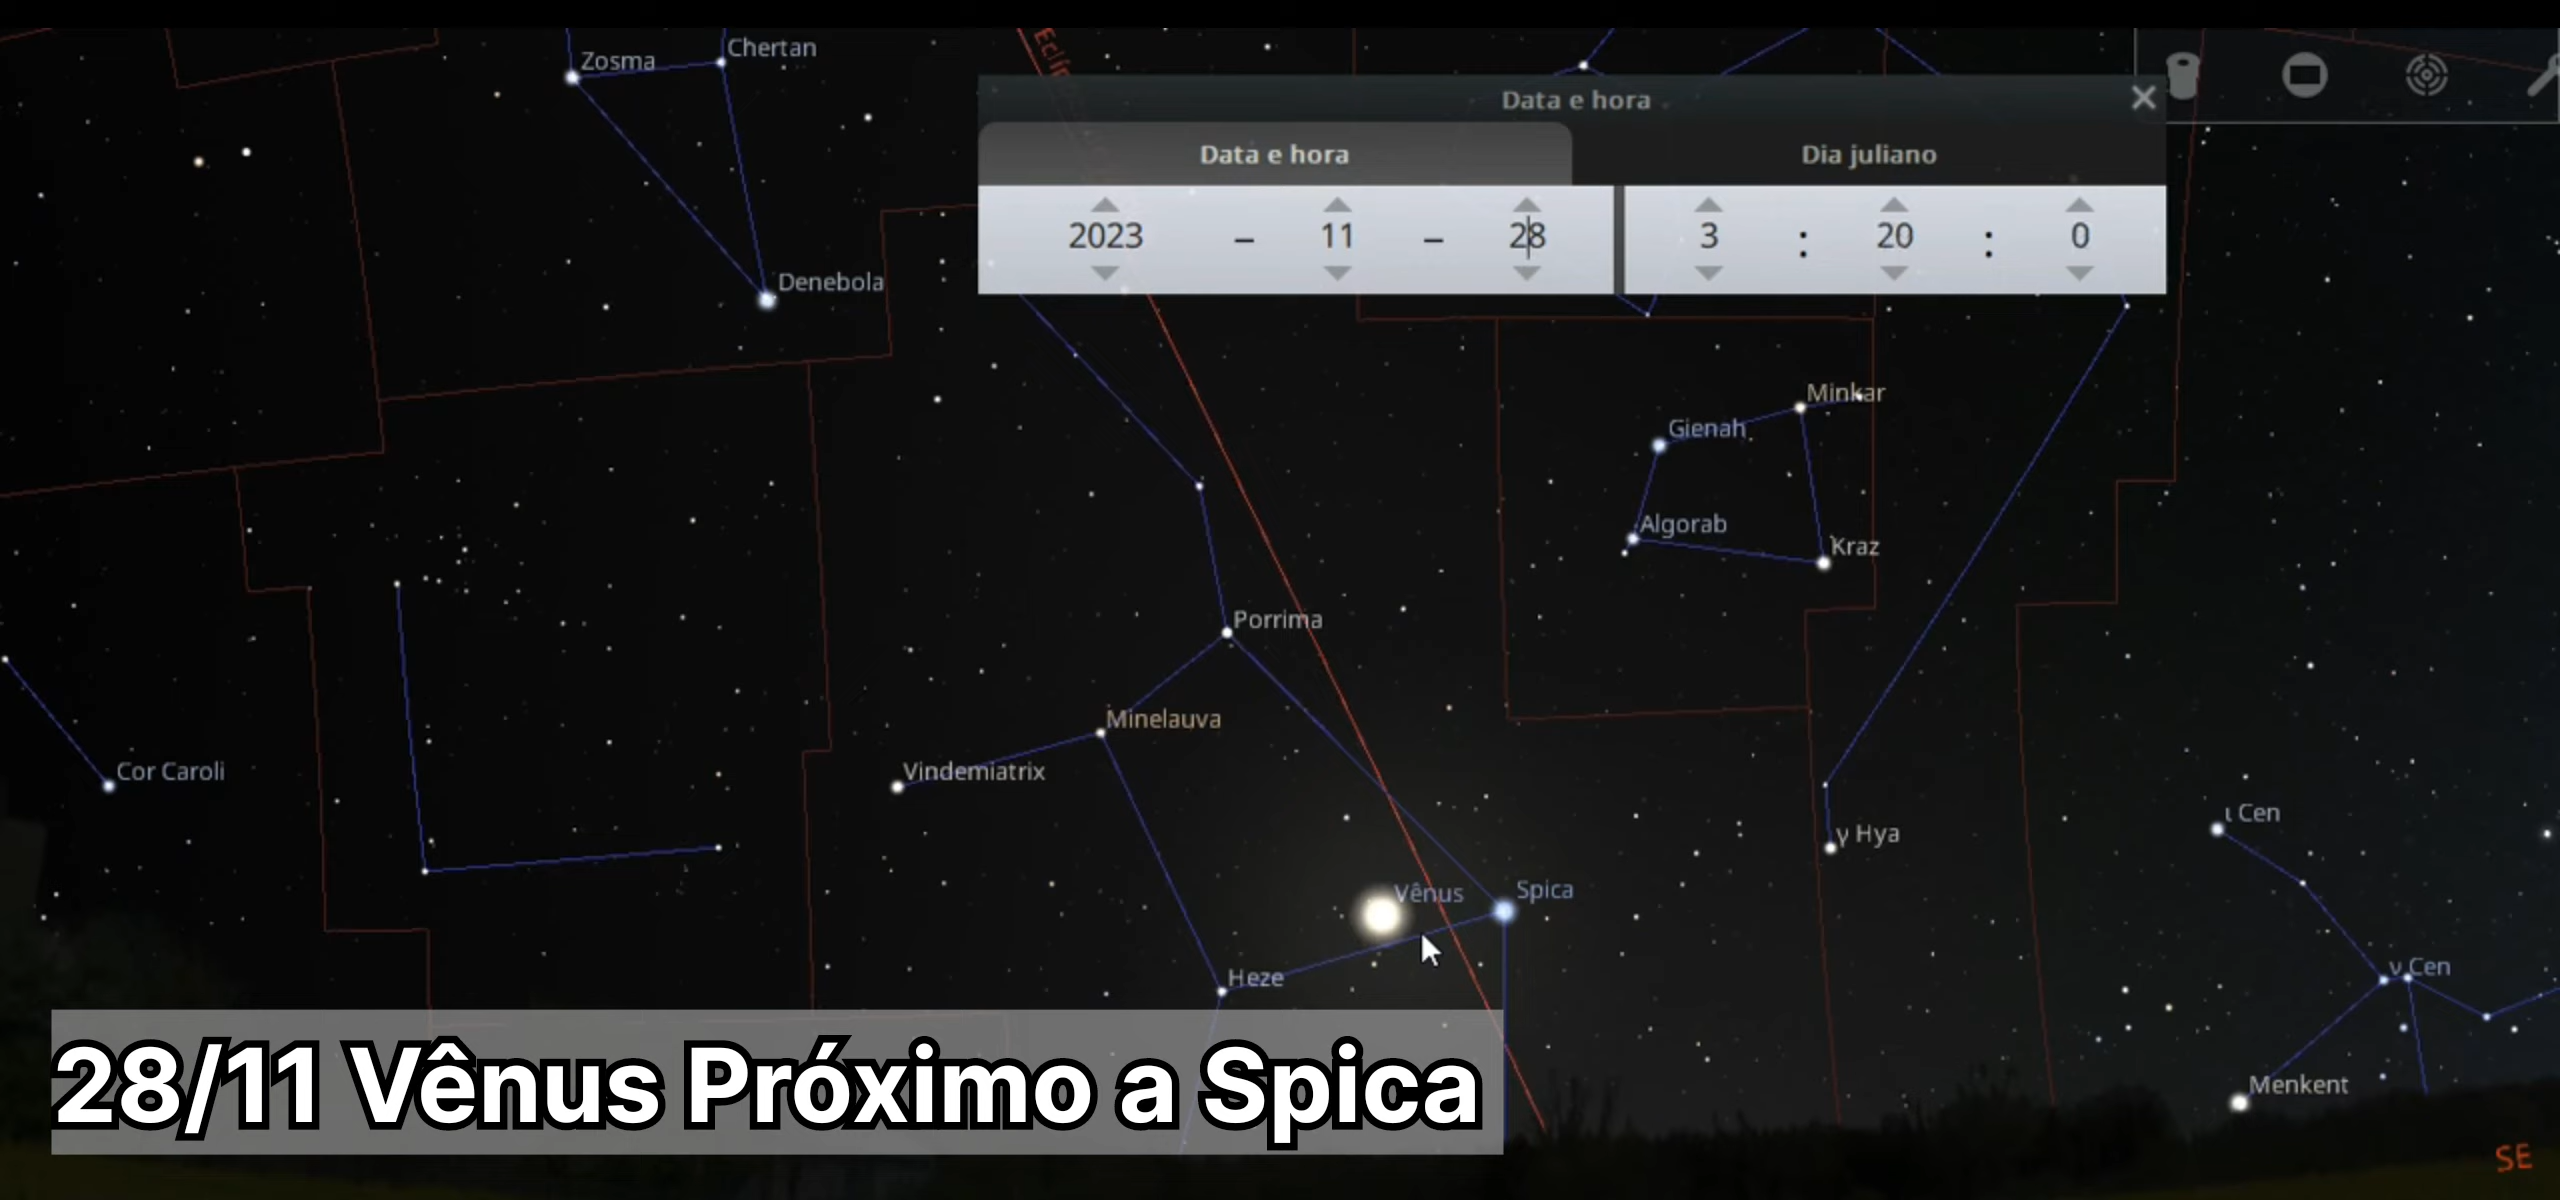 Zosma
Chertan
Data e hora
Data e hora
Dia juliano
2023 – 11 – 28
3 : 20 : 0
Denebola
Minkar
Gienah
Algorab
Kraz
Porrima
Minelauva
Vindemiatrix
Cor Caroli
γ Hya
ι Cen
Vênus
Spica
ν Cen
Heze
Menkent
28/11 Vênus Próximo a Spica
SE